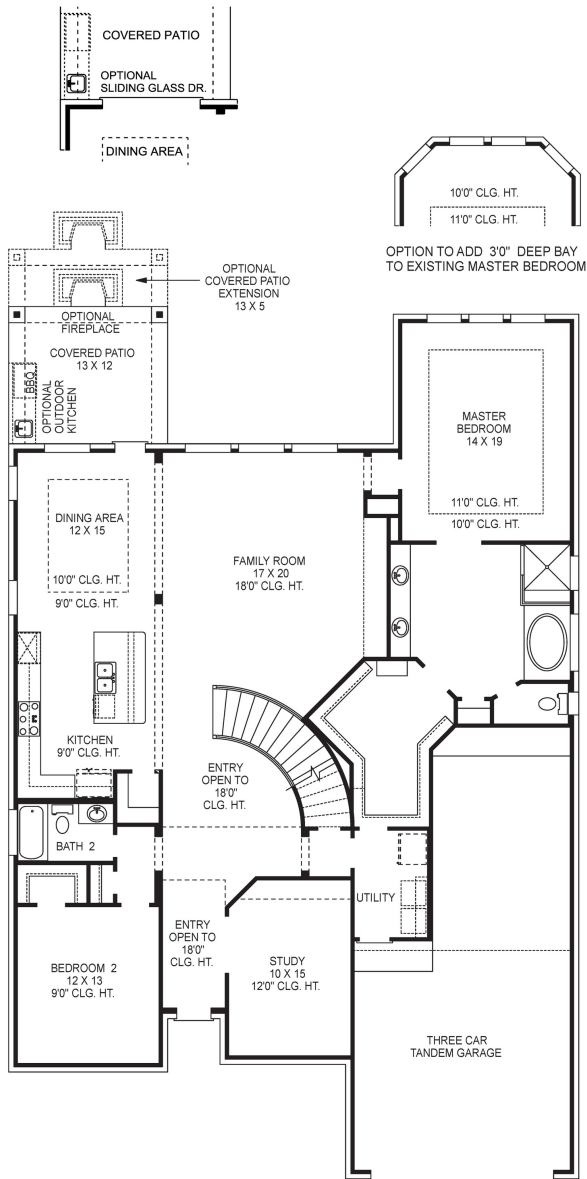 COVERED PATIO
OPTIONAL
SLIDING GLASS DR.
DINING AREA
10'0" CLG. HT.
11'0" CLG. HT.
OPTION TO ADD 3'0" DEEP BAY
TO EXISTING MASTER BEDROOM
OPTIONAL
COVERED PATIO
EXTENSION
13 X 5
OPTIONAL
FIREPLACE
COVERED PATIO
13 X 12
BBQ
OPTIONAL
OUTDOOR
KITCHEN
MASTER
BEDROOM
14 X 19
11'0" CLG. HT.
10'0" CLG. HT.
DINING AREA
12 X 15
10'0" CLG. HT.
9'0" CLG. HT.
FAMILY ROOM
17 X 20
18'0" CLG. HT.
KITCHEN
9'0" CLG. HT.
ENTRY
OPEN TO
18'0"
CLG. HT.
BATH 2
UTILITY
BEDROOM 2
12 X 13
9'0" CLG. HT.
ENTRY
OPEN TO
18'0"
CLG. HT.
STUDY
10 X 15
12'0" CLG. HT.
THREE CAR
TANDEM GARAGE